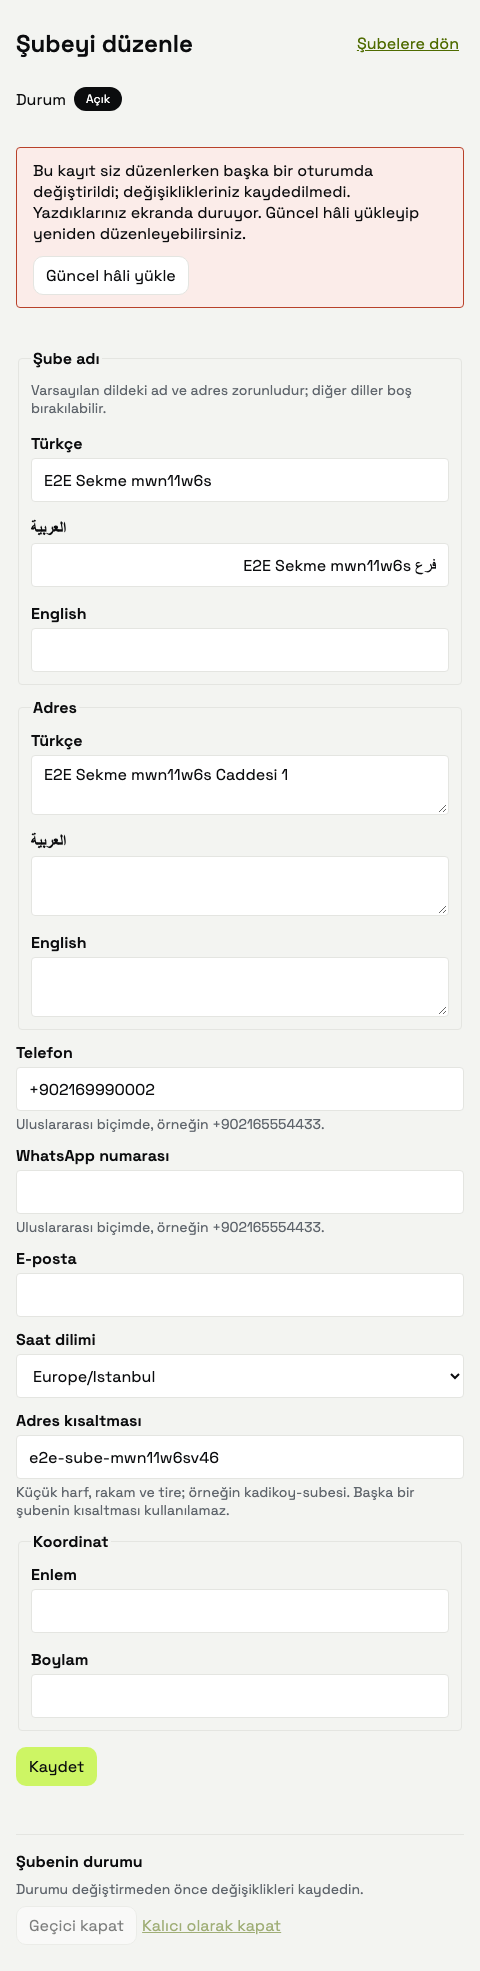 Şubeyi düzenle
Şubelere dön
Durum Açık
Bu kayıt siz düzenlerken başka bir oturumda
değiştirildi; değişiklikleriniz kaydedilmedi.
Yazdıklarınız ekranda duruyor. Güncel hâli yükleyip
yeniden düzenleyebilirsiniz.
Güncel hâli yükle
Şube adı
Varsayılan dildeki ad ve adres zorunludur; diğer diller boş
bırakılabilir.
Türkçe
E2E Sekme mwn11w6s
العربية
فرع E2E Sekme mwn11w6s
English
Adres
Türkçe
E2E Sekme mwn11w6s Caddesi 1
العربية
English
Telefon
+902169990002
Uluslararası biçimde, örneğin +902165554433.
WhatsApp numarası
Uluslararası biçimde, örneğin +902165554433.
E-posta
Saat dilimi
Europe/Istanbul
Adres kısaltması
e2e-sube-mwn11w6sv46
Küçük harf, rakam ve tire; örneğin kadikoy-subesi. Başka bir
şubenin kısaltması kullanılamaz.
Koordinat
Enlem
Boylam
Kaydet
Şubenin durumu
Durumu değiştirmeden önce değişiklikleri kaydedin.
Geçici kapat Kalıcı olarak kapat